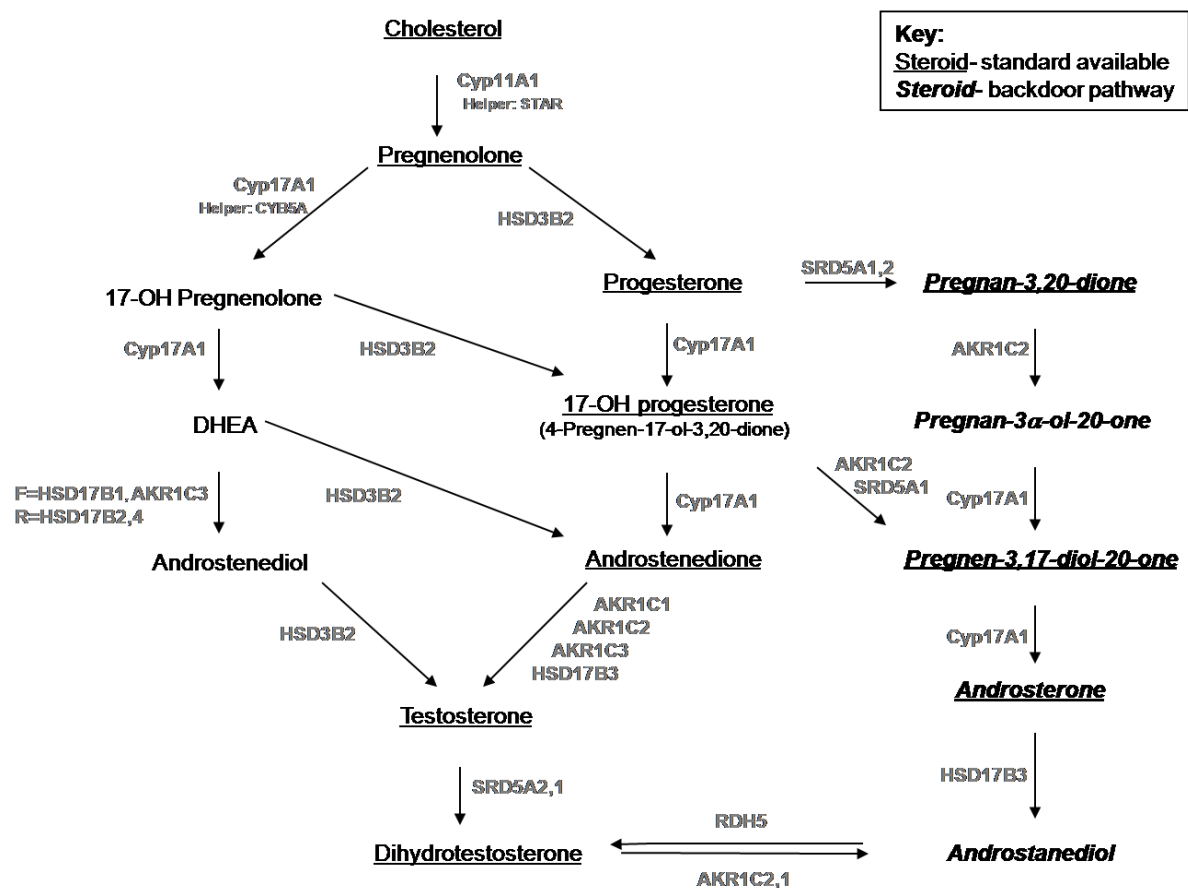 Cholesterol
Key:
Steroid- standard available
Steroid- backdoor pathway
Cyp11A1
Helper: STAR
Pregnenolone
Cyp17A1
Helper: CYB5A
HSD3B2
17-OH Pregnenolone
Progesterone
SRD5A1,2
Pregnan-3,20-dione
Cyp17A1
HSD3B2
Cyp17A1
AKR1C2
DHEA
17-OH progesterone
(4-Pregnen-17-ol-3,20-dione)
Pregnan-3α-ol-20-one
F=HSD17B1, AKR1C3
R=HSD17B2,4
HSD3B2
Cyp17A1
AKR1C2
SRD5A1
Cyp17A1
Androstenediol
Androstenedione
Pregnen-3,17-diol-20-one
HSD3B2
AKR1C1
AKR1C2
AKR1C3
HSD17B3
Cyp17A1
Testosterone
Androsterone
SRD5A2,1
HSD17B3
Dihydrotestosterone
RDH5
AKR1C2,1
Androstanediol